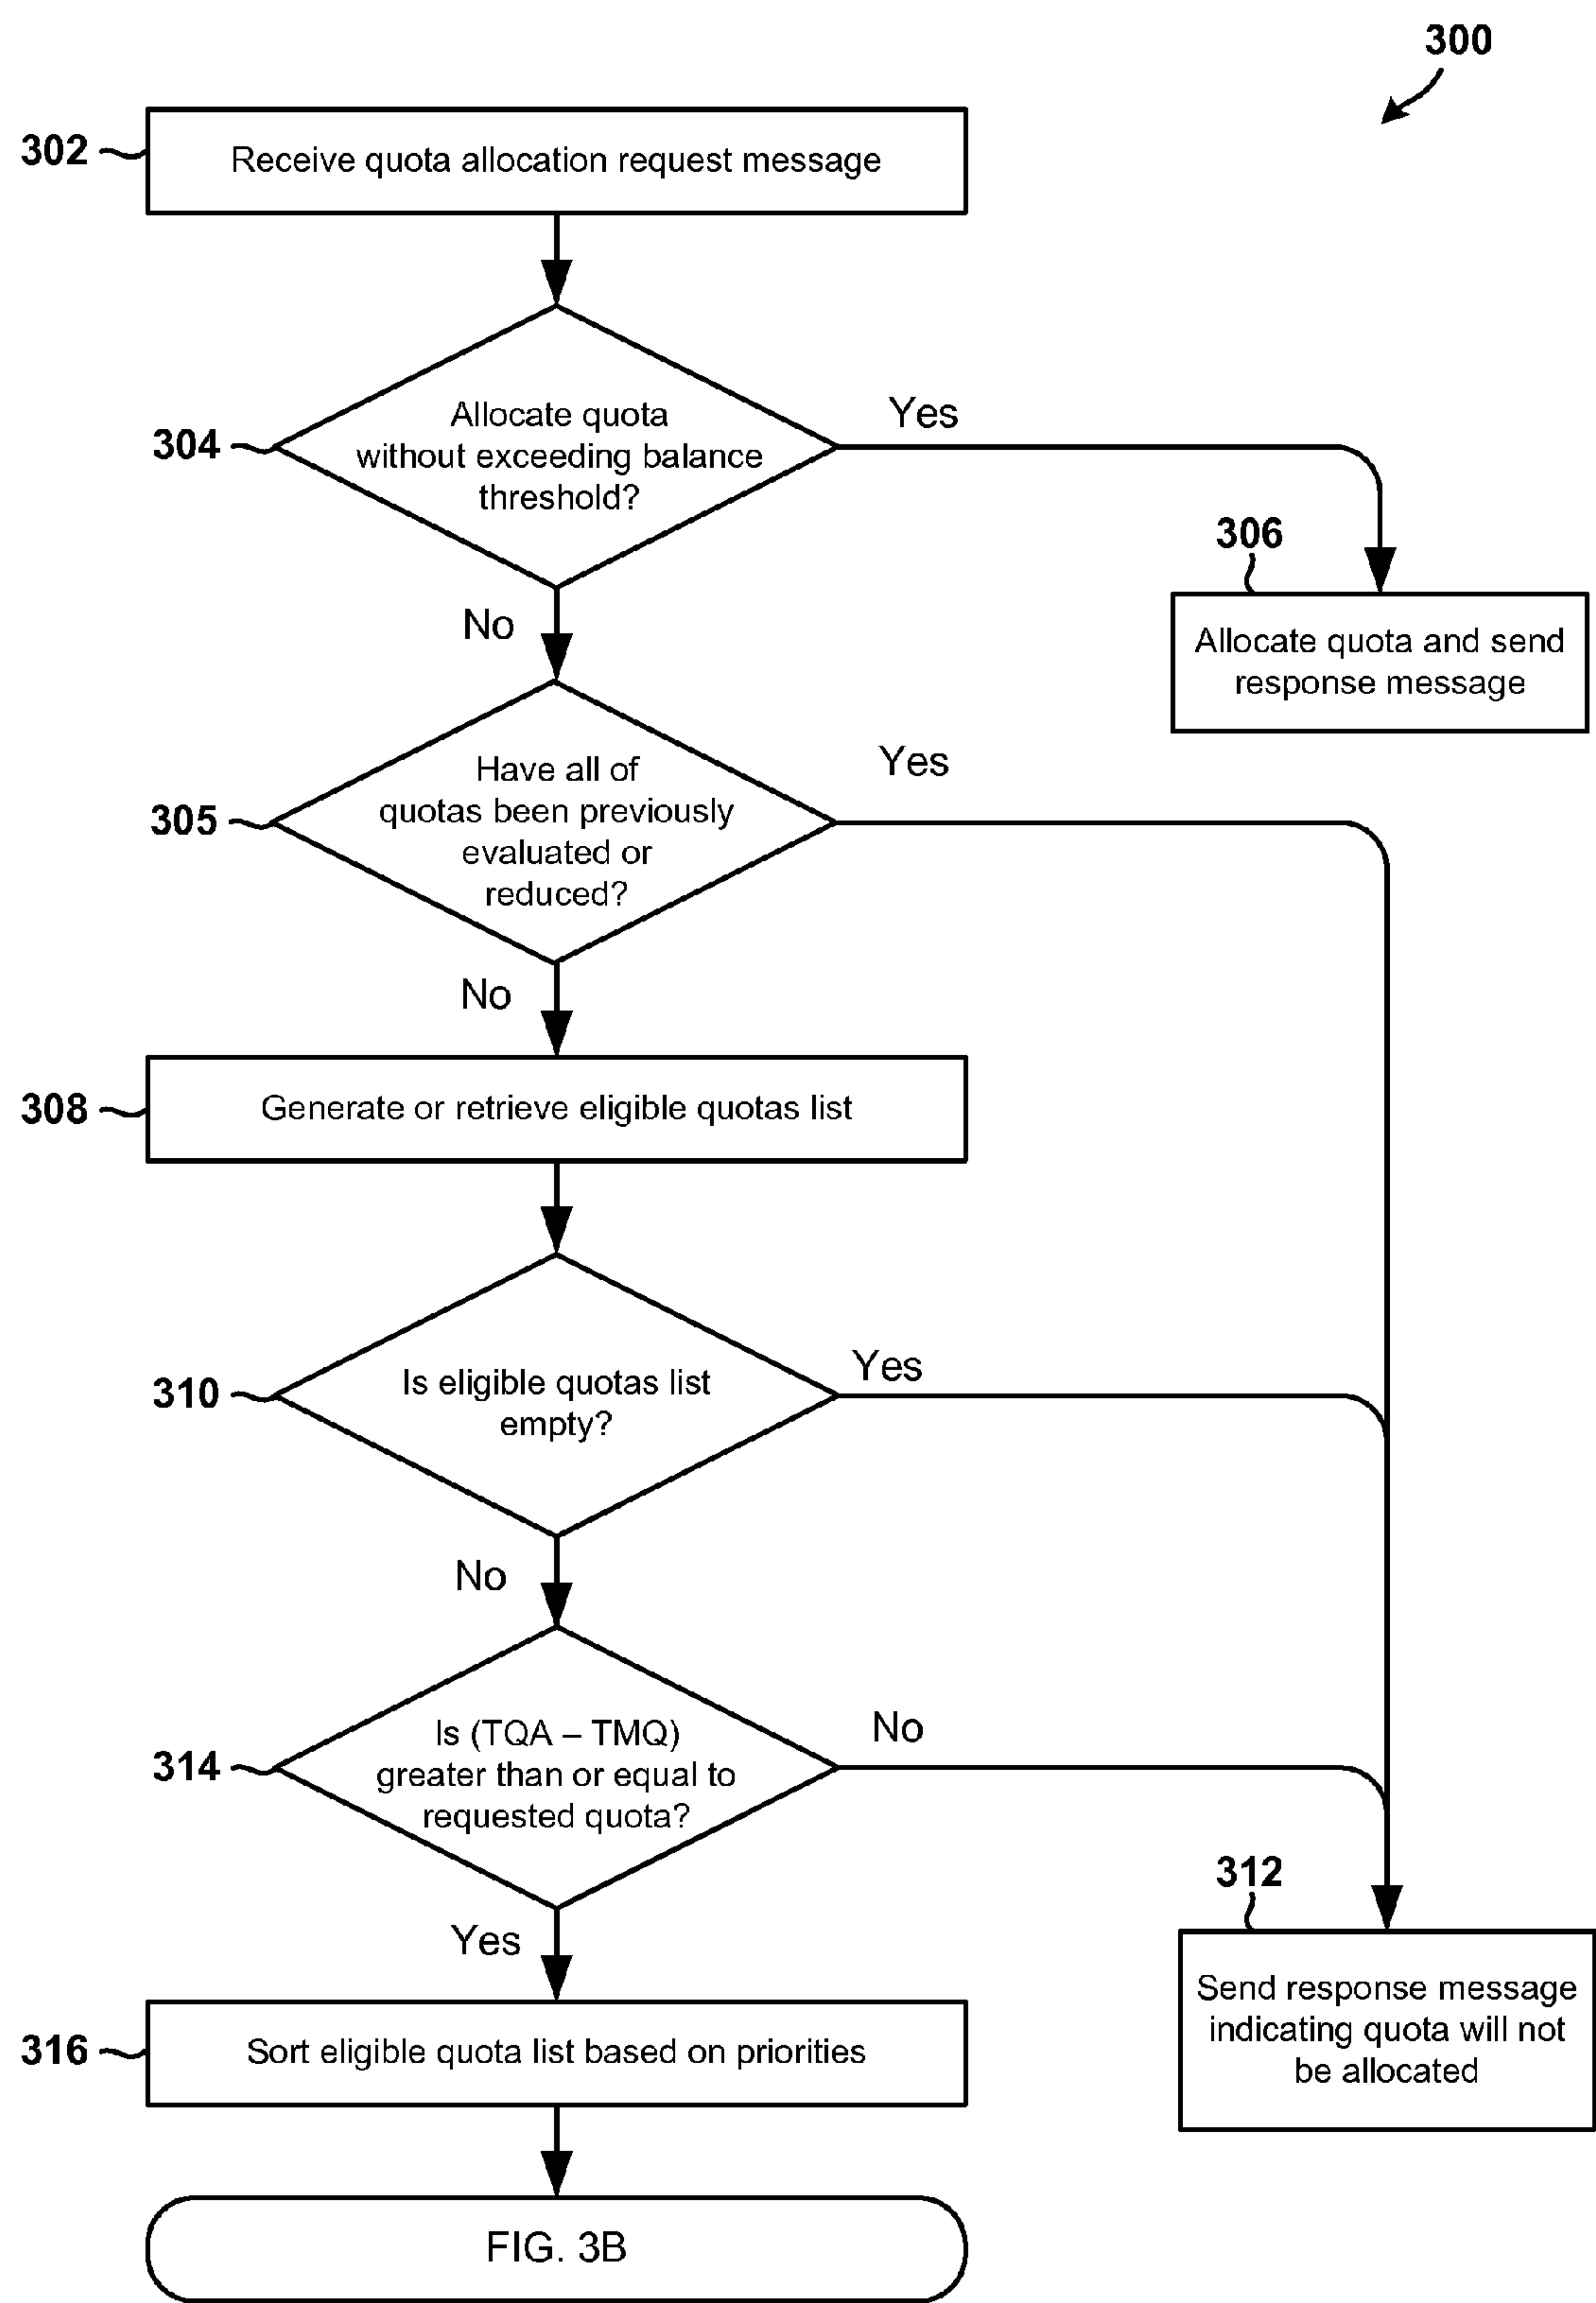 300
302
Receive quota allocation request message
304
Allocate quota
without exceeding balance
threshold?
Yes
306
Allocate quota and send
response message
No
305
Have all of
quotas been previously
evaluated or
reduced?
Yes
No
308
Generate or retrieve eligible quotas list
310
Is eligible quotas list
empty?
Yes
No
314
Is (TQA – TMQ)
greater than or equal to
requested quota?
No
312
Send response message
indicating quota will not
be allocated
Yes
316
Sort eligible quota list based on priorities
FIG. 3B